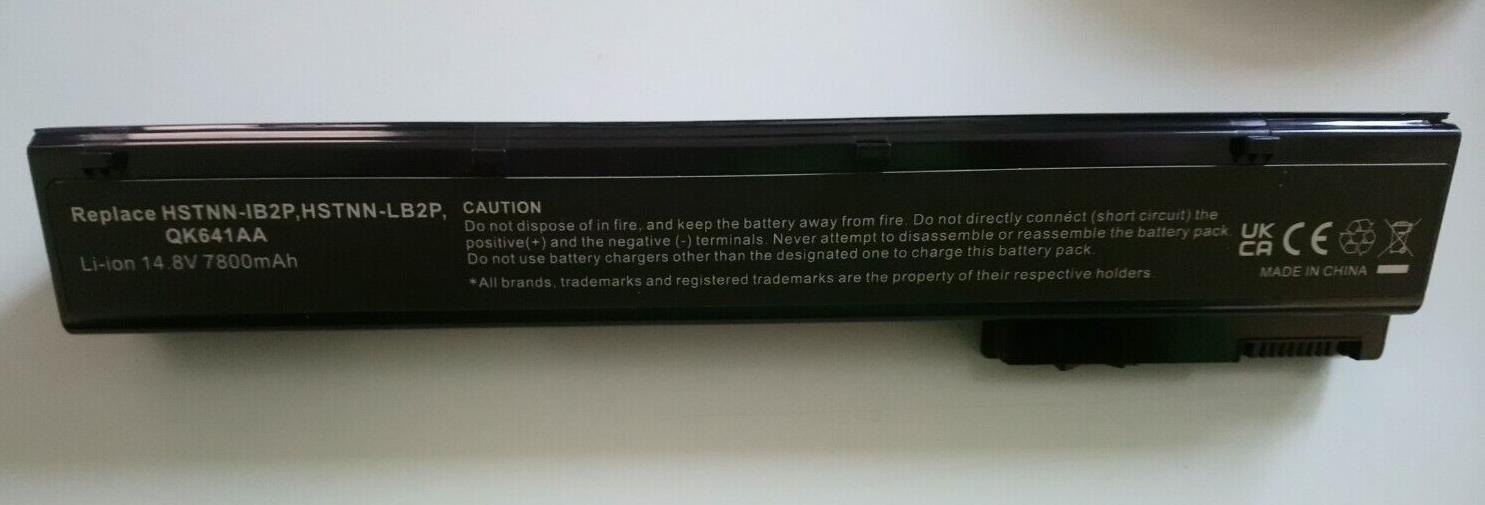 Replace HSTNN-IB2P,HSTNN-LB2P,
QK641AA
Li-ion 14.8V 7800mAh
CAUTION
Do not dispose of in fire, and keep the battery away from fire. Do not directly connect (short circuit) the
positive(+) and the negative (-) terminals. Never attempt to disassemble or reassemble the battery pack.
Do not use battery chargers other than the designated one to charge this battery pack.
*All brands, trademarks and registered trademarks are the property of their respective holders.
UK
CA
CE
MADE IN CHINA